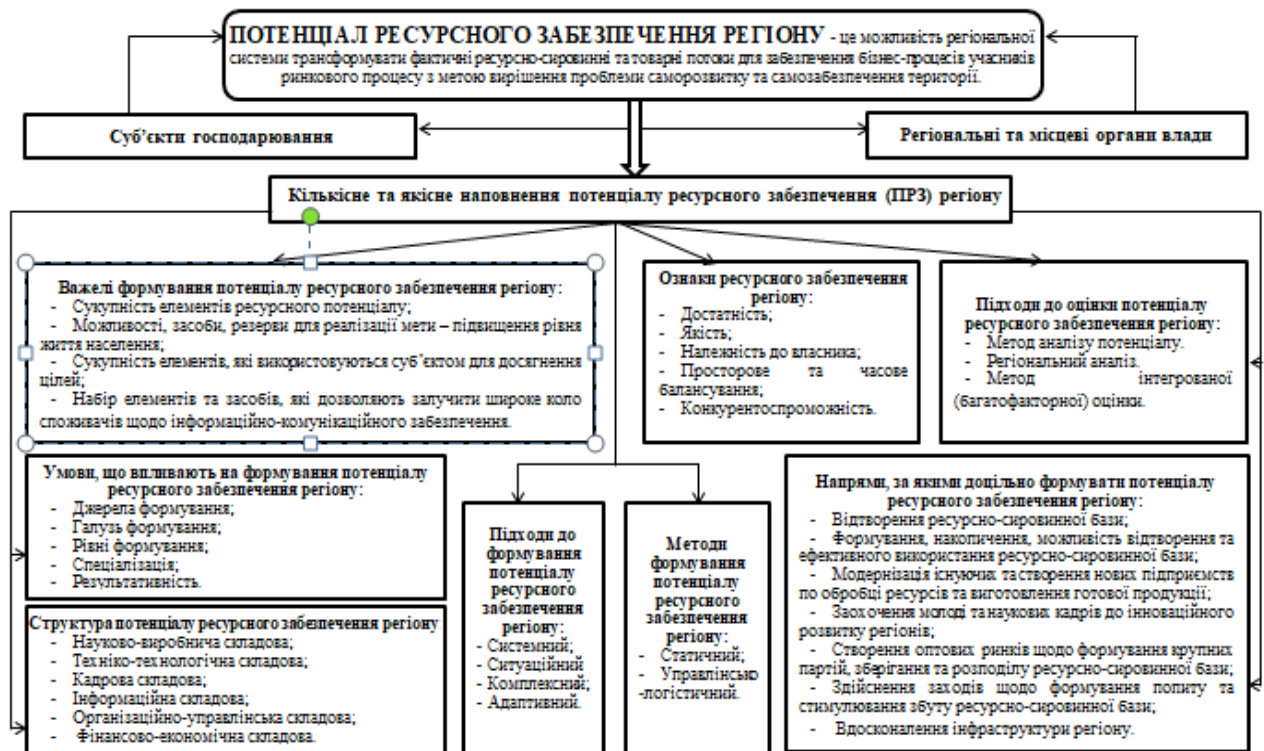 ПОТЕНЦІАЛ РЕСУРСНОГО ЗАБЕЗПЕЧЕННЯ РЕГІОНУ - це можливість регіональної
системи трансформувати фактичні ресурсно-сировинні та товарні потоки для забезпечення бізнес-процесів учасників
ринкового процесу з метою вирішення проблеми саморозвитку та самозабезпечення території.
Суб’єкти господарювання
Регіональні та місцеві органи влади
Кількісне та якісне наповнення потенціалу ресурсного забезпечення (ПРЗ) регіону
Важелі формування потенціалу ресурсного забезпечення регіону:
- Сукупність елементів ресурсного потенціалу;
- Можливості, засоби, резерви для реалізації мети – підвищення рівня
життя населення;
- Сукупність елементів, які використовуються суб’єктом для досягнення
цілей;
- Набір елементів та засобів, які дозволяють залучити широке коло
споживачів щодо інформаційно-комунікаційного забезпечення.
Ознаки ресурсного забезпечення
регіону:
- Достатність;
- Якість;
- Належність до власника;
- Просторове та часове
балансування;
- Конкурентоспроможність.
Підходи до оцінки потенціалу
ресурсного забезпечення регіону:
- Метод аналізу потенціалу.
- Регіональний аналіз.
- Метод інтегрованої
(багатофакторної) оцінки.
Умови, що впливають на формування потенціалу
ресурсного забезпечення регіону:
- Джерела формування;
- Галузь формування;
- Рівні формування;
- Спеціалізація;
- Результативність.
Структура потенціалу ресурсного забезпечення регіону
- Науково-виробнича складова;
- Техніко-технологічна складова;
- Кадрова складова;
- Інформаційна складова;
- Організаційно-управлінська складова;
- Фінансово-економічна складова.
Підходи до
формування
потенціалу
ресурсного
забезпечення
регіону:
- Системний;
- Ситуаційний
- Комплексний;
- Адаптивний.
Методи
формування
потенціалу
ресурсного
забезпечення
регіону:
- Статичний;
- Управлінсько
-логістичний.
Напрями, за якими доцільно формувати потенціалу
ресурсного забезпечення регіону:
- Відтворення ресурсно-сировинної бази;
- Формування, накопичення, можливість відтворення та
ефективного використання ресурсно-сировинної бази;
- Модернізація існуючих та створення нових підприємств
по обробці ресурсів та виготовлення готової продукції;
- Заохочення молоді та наукових кадрів до інноваційного
розвитку регіонів;
- Створення оптових ринків щодо формування крупних
партій, зберігання та розподілу ресурсно-сировинної бази;
- Здійснення заходів щодо формування попиту та
стимулювання збуту ресурсно-сировинної бази;
- Вдосконалення інфраструктури регіону.